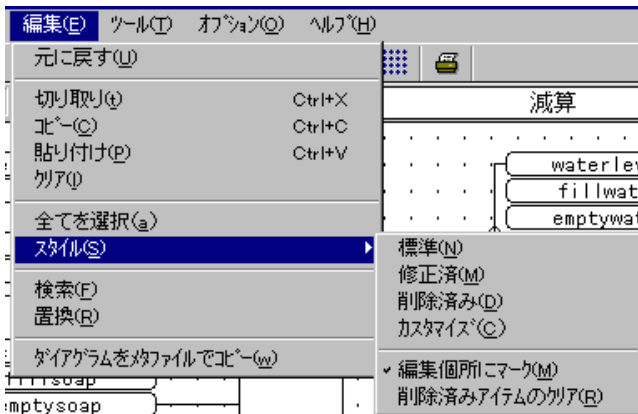 編集(E) ﾂｰﾙ(T) ｵﾌﾟｼｮﾝ(O) ﾍﾙﾌﾟ(H)
元に戻す(U)
切り取り(t) Ctrl+X
ｺﾋﾟｰ(C) Ctrl+C
貼り付け(P) Ctrl+V
ｸﾘｱ(l)
全てを選択(a)
ｽﾀｲﾙ(S)
検索(F)
置換(R)
ﾀﾞｲｱｸﾞﾗﾑをﾒﾀﾌｧｲﾙでｺﾋﾟｰ(w)
減算
waterlev
fillwat
emptywat
標準(N)
修正済(M)
削除済み(D)
ｶｽﾀﾏｲｽﾞ(C)
編集個所にﾏｰｸ(M)
削除済みｱｲﾃﾑのｸﾘｱ(R)
fillsoap
mptysoap